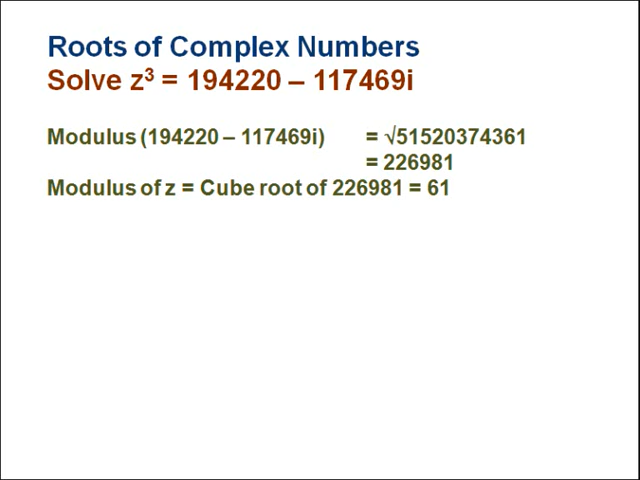 Roots of Complex Numbers
Solve z³ = 194220 – 117469i
Modulus (194220 – 117469i) = √51520374361
= 226981
Modulus of z = Cube root of 226981 = 61